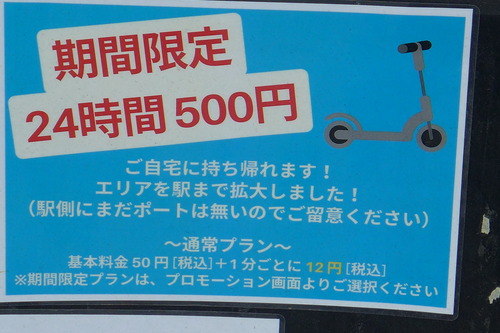 期間限定
24時間 500円
ご自宅に持ち帰れます！
エリアを駅まで拡大しました！
（駅側にまだポートは無いのでご留意ください）
～通常プラン～
基本料金 50 円 [税込]＋1 分ごとに 12 円 [税込]
※期間限定プランは、プロモーション画面よりご選択ください